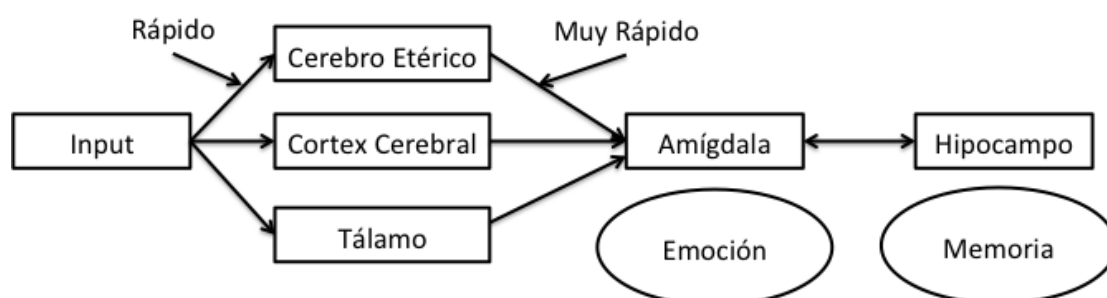 Rápido
Muy Rápido
Cerebro Etérico
Input
Cortex Cerebral
Amígdala
Hipocampo
Tálamo
Emoción
Memoria